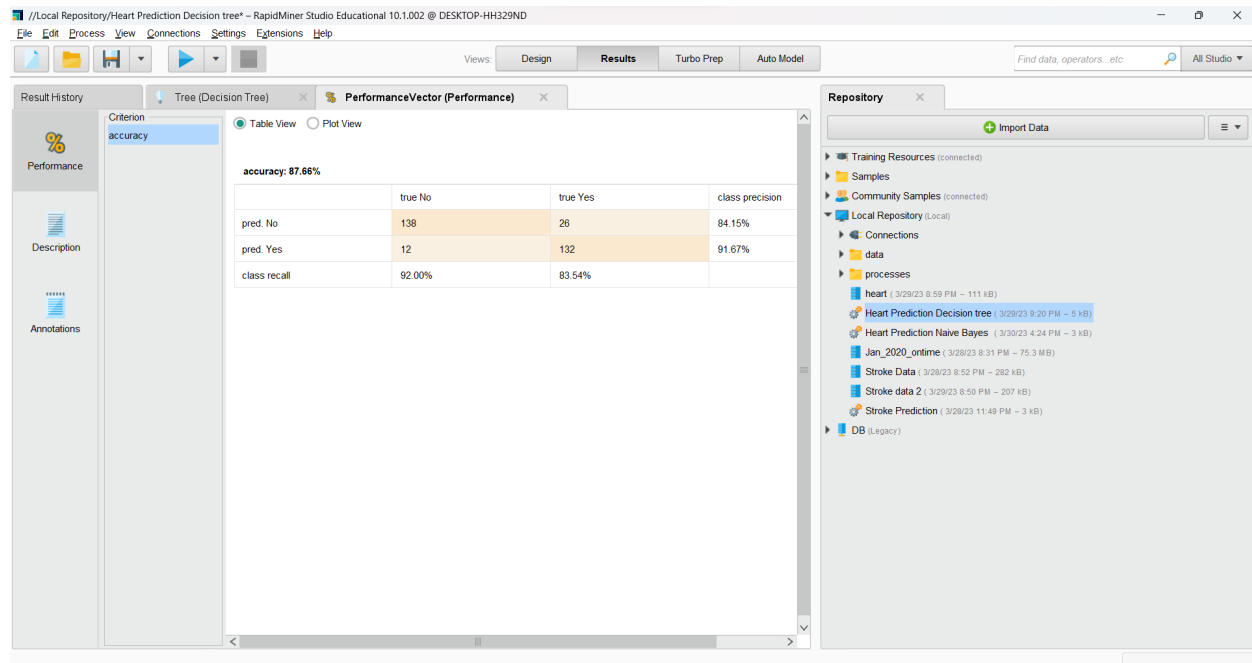 //Local Repository/Heart Prediction Decision tree* – RapidMiner Studio Educational 10.1.002 @ DESKTOP-HH329ND
File Edit Process View Connections Settings Extensions Help
Views: Design Results Turbo Prep Auto Model
Find data, operators...etc
All Studio
Result History
Tree (Decision Tree)
PerformanceVector (Performance)
Performance
Description
Annotations
Criterion
accuracy
Table View Plot View
accuracy: 87.66%
true No true Yes class precision
pred. No 138 26 84.15%
pred. Yes 12 132 91.67%
class recall 92.00% 83.54%
Repository
Import Data
Training Resources (connected)
Samples
Community Samples (connected)
Local Repository (Local)
Connections
data
processes
heart ( 3/29/23 8:59 PM – 111 kB)
Heart Prediction Decision tree ( 3/29/23 9:20 PM – 5 kB)
Heart Prediction Naive Bayes ( 3/30/23 4:24 PM – 3 kB)
Jan_2020_ontime ( 3/28/23 8:31 PM – 75.3 MB)
Stroke Data ( 3/28/23 8:52 PM – 282 kB)
Stroke data 2 ( 3/29/23 8:50 PM – 207 kB)
Stroke Prediction ( 3/28/23 11:49 PM – 3 kB)
DB (Legacy)